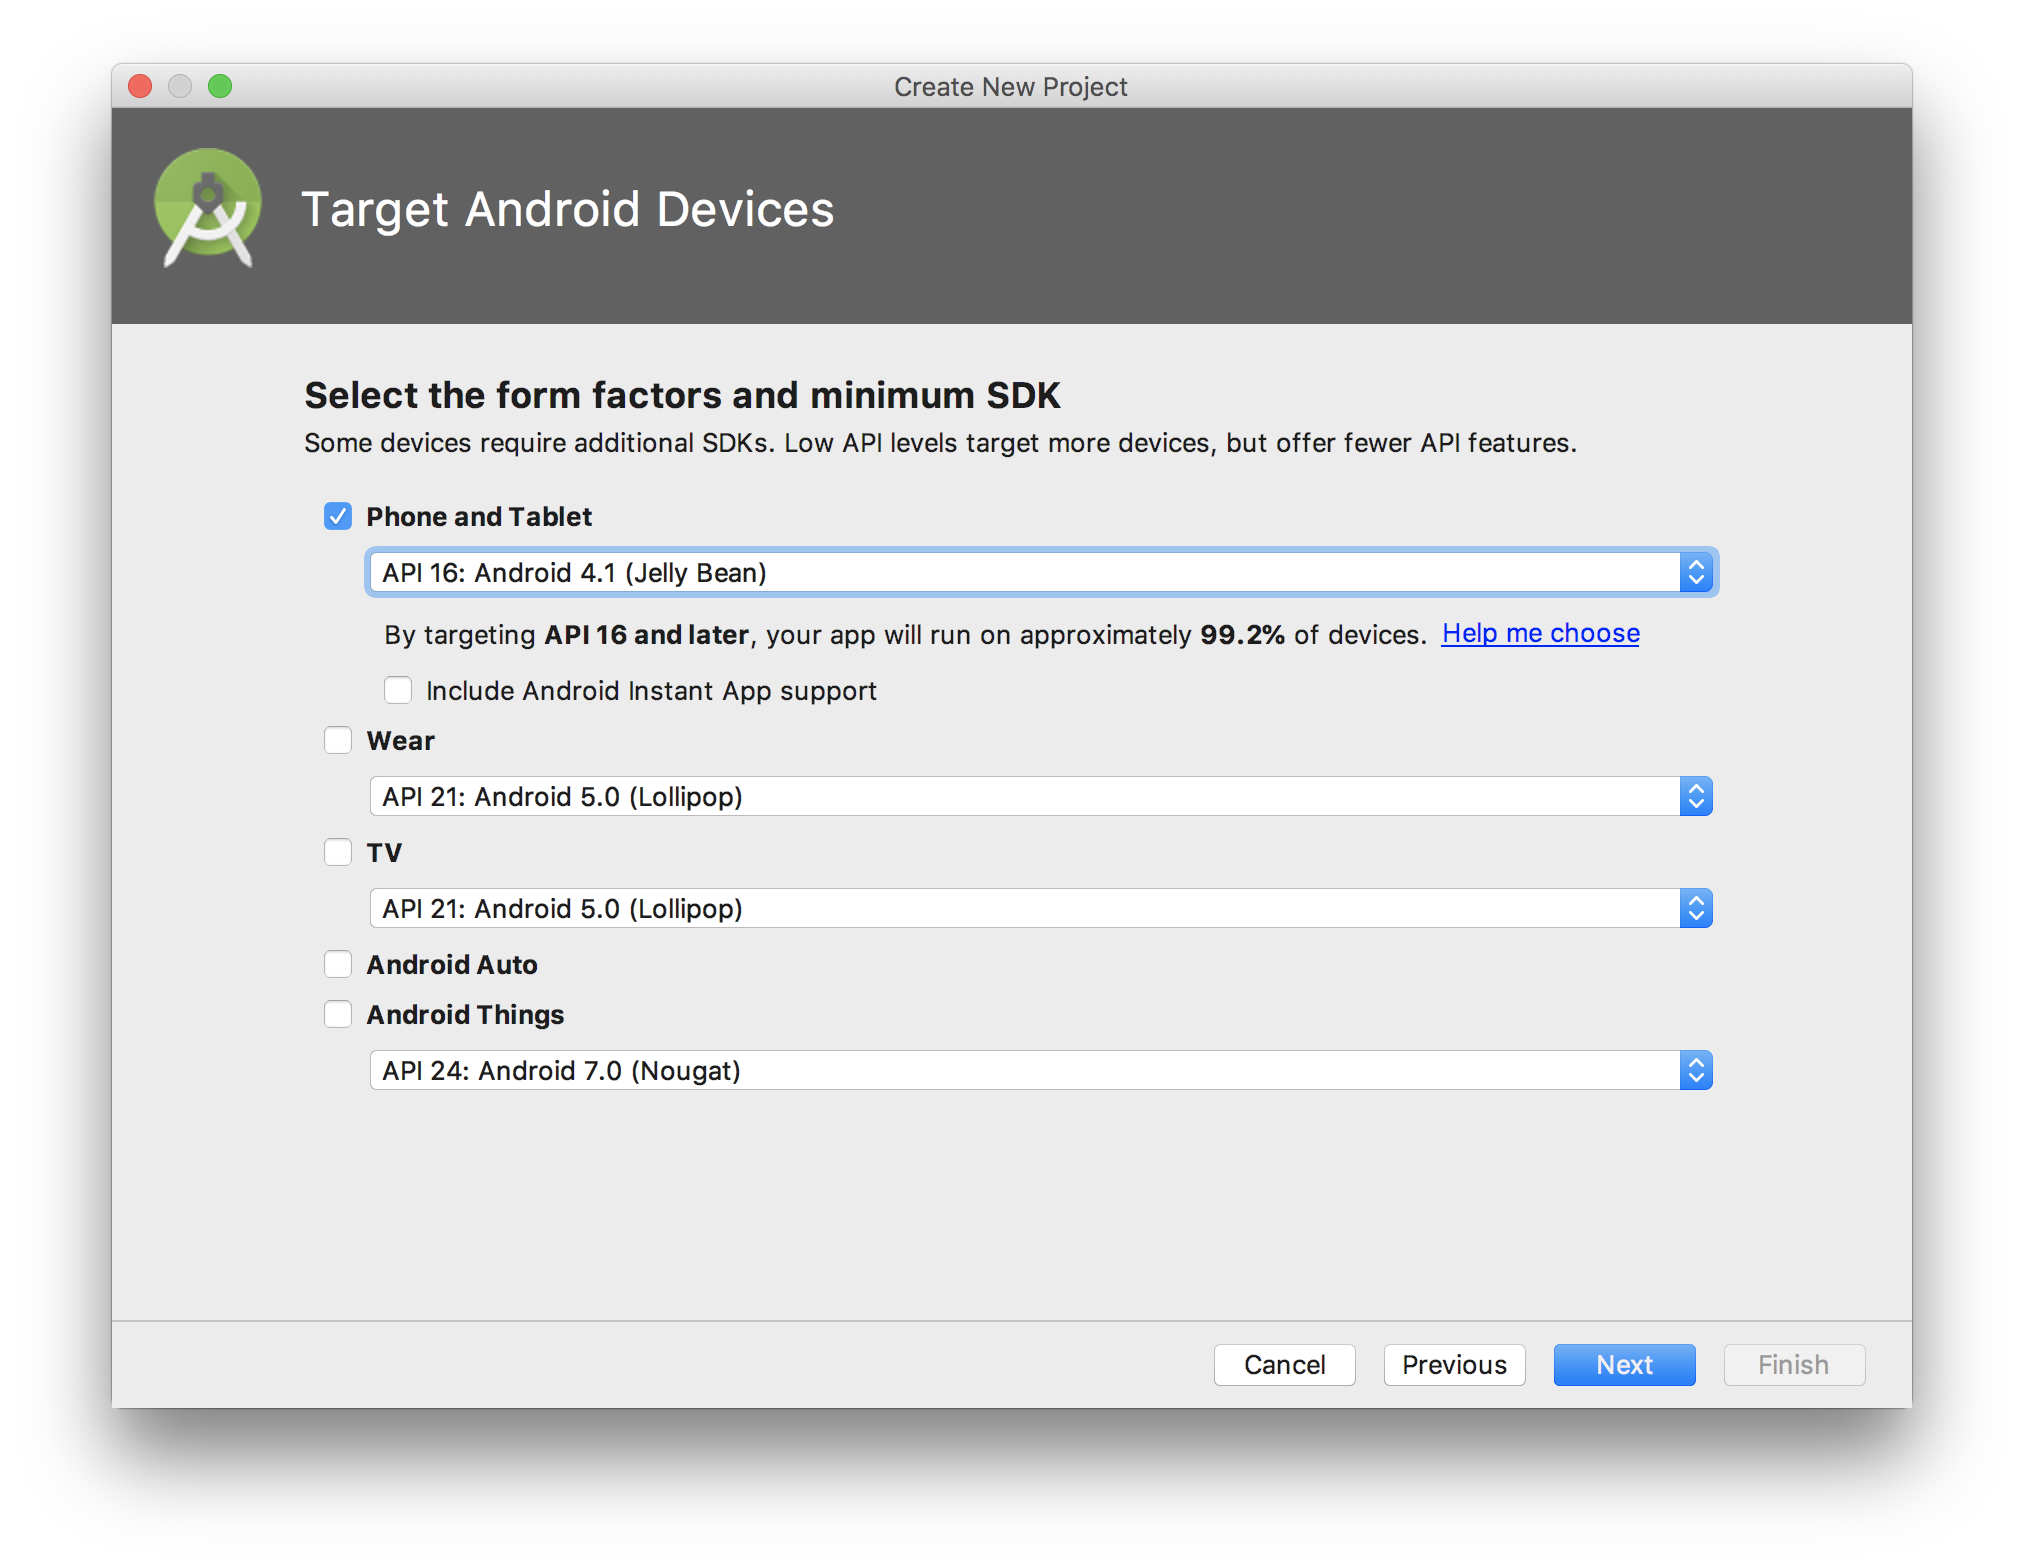 Create New Project
Target Android Devices
Select the form factors and minimum SDK
Some devices require additional SDKs. Low API levels target more devices, but offer fewer API features.
Phone and Tablet
API 16: Android 4.1 (Jelly Bean)
By targeting API 16 and later, your app will run on approximately 99.2% of devices. Help me choose
Include Android Instant App support
Wear
API 21: Android 5.0 (Lollipop)
TV
API 21: Android 5.0 (Lollipop)
Android Auto
Android Things
API 24: Android 7.0 (Nougat)
Cancel Previous Next Finish